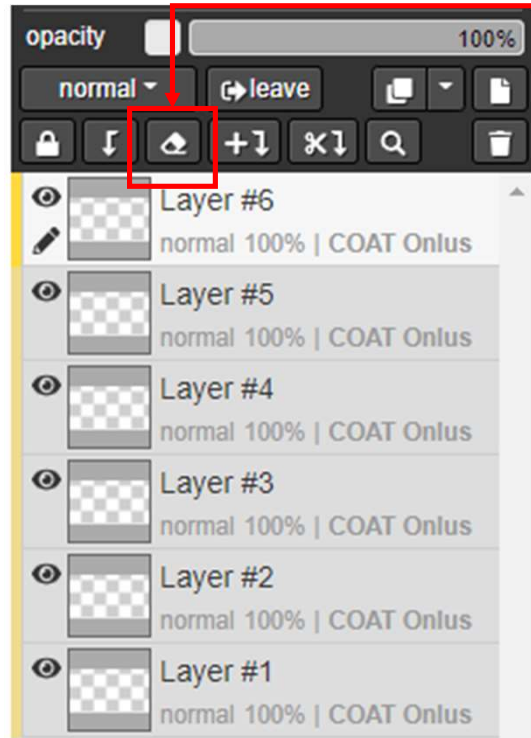 opacity 100%
normal leave
Layer #6
normal 100% | COAT Onlus
Layer #5
normal 100% | COAT Onlus
Layer #4
normal 100% | COAT Onlus
Layer #3
normal 100% | COAT Onlus
Layer #2
normal 100% | COAT Onlus
Layer #1
normal 100% | COAT Onlus